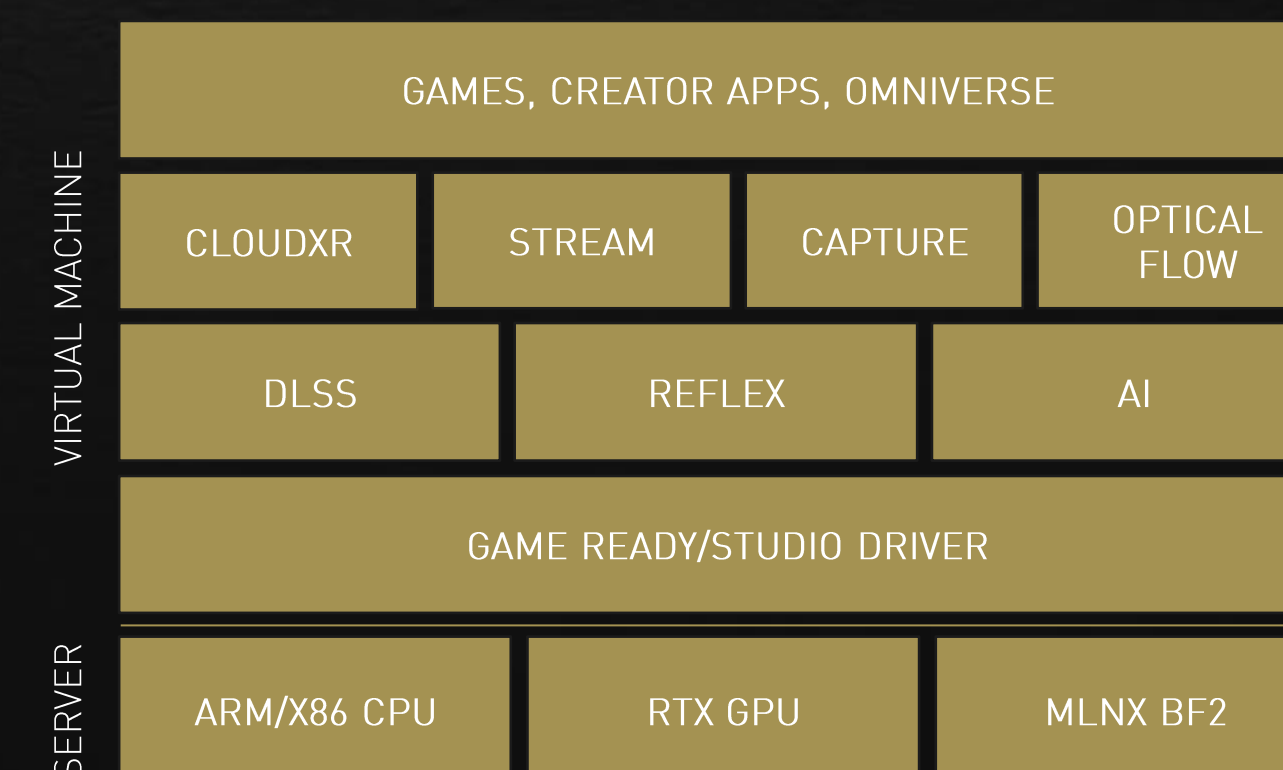 GAMES, CREATOR APPS, OMNIVERSE
VIRTUAL MACHINE
CLOUDXR
STREAM
CAPTURE
OPTICAL
FLOW
DLSS
REFLEX
AI
GAME READY/STUDIO DRIVER
SERVER
ARM/X86 CPU
RTX GPU
MLNX BF2